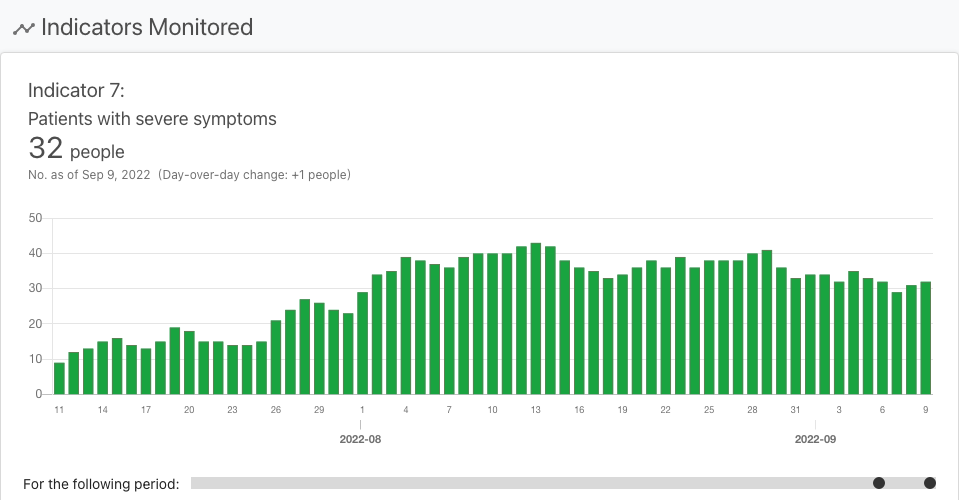 Indicators Monitored
Indicator 7:
Patients with severe symptoms
32 people
No. as of Sep 9, 2022 (Day-over-day change: +1 people)
50
40
30
20
10
0
11 14 17 20 23 26 29 1 4 7 10 13 16 19 22 25 28 31 3 6 9
2022-08 2022-09
For the following period: